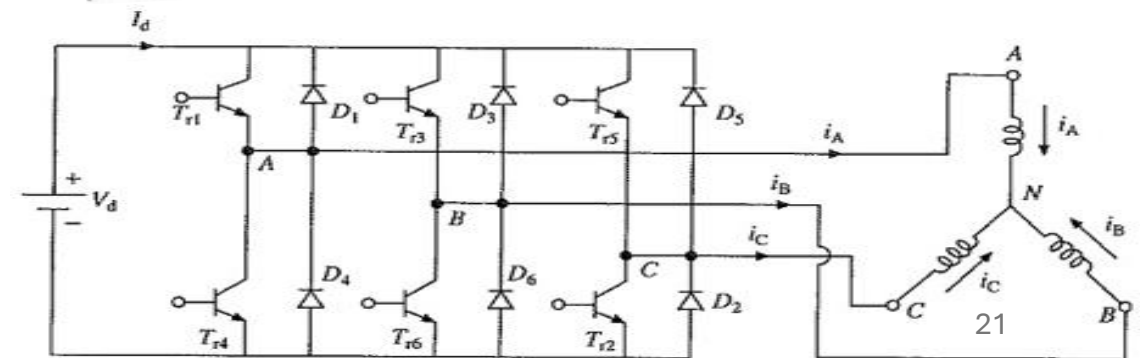 I_d
A
T_r1
D_1
T_r3
D_3
T_r5
D_5
i_A
i_A
A
+
V_d
−
i_B
N
B
i_B
i_C
C
D_4
D_6
D_2
i_C
C
B
21
T_r4
T_r6
T_r2